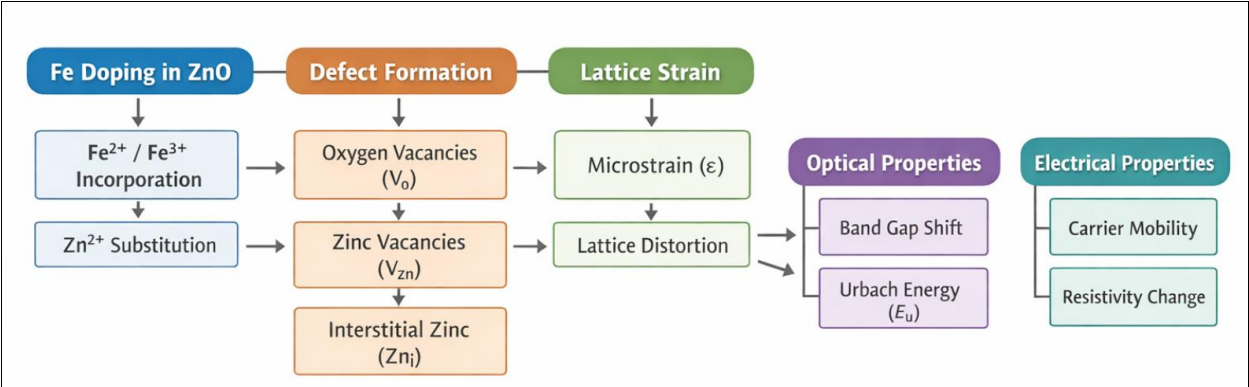 Fe Doping in ZnO
Defect Formation
Lattice Strain
Fe²⁺ / Fe³⁺
Incorporation
Oxygen Vacancies
(Vₒ)
Microstrain (ε)
Optical Properties
Electrical Properties
Zn²⁺ Substitution
Zinc Vacancies
(V_zn)
Lattice Distortion
Band Gap Shift
Carrier Mobility
Interstitial Zinc
(Znᵢ)
Urbach Energy
(Eᵤ)
Resistivity Change